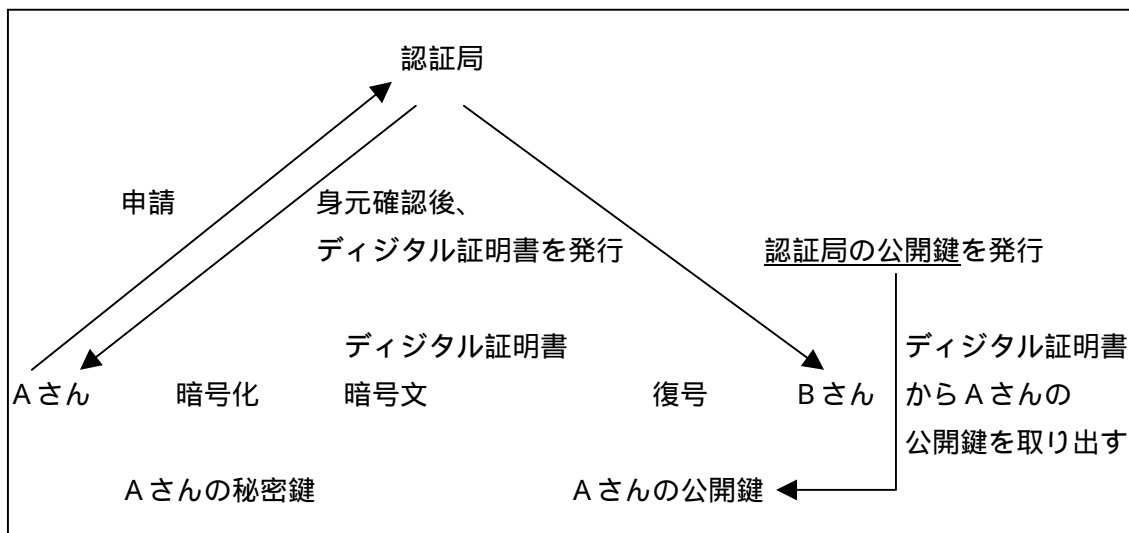 認証局
申請
身元確認後、
ディジタル証明書を発行
認証局の公開鍵を発行
ディジタル証明書
Aさん 暗号化 暗号文 復号 Bさん
ディジタル証明書
からAさんの
公開鍵を取り出す
Aさんの秘密鍵 Aさんの公開鍵